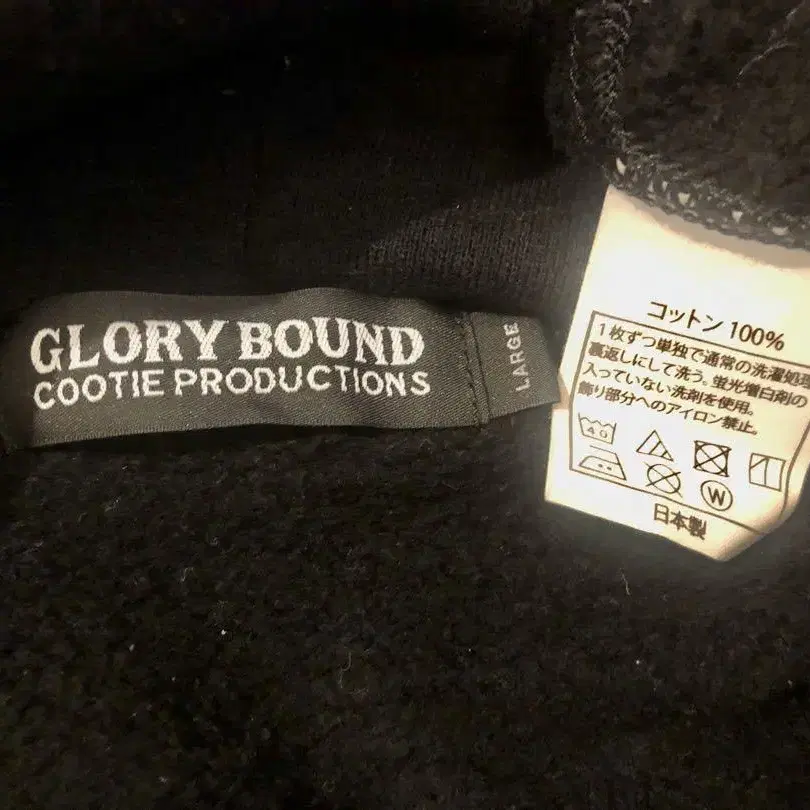 GLORY BOUND
COOTIE PRODUCTIONS
LARGE
コットン 100%
1枚ずつ単独で通常の洗濯処理
裏返しにして洗う。蛍光増白剤の
入っていない洗剤を使用。
飾り部分へのアイロン禁止。
40
W
日本製